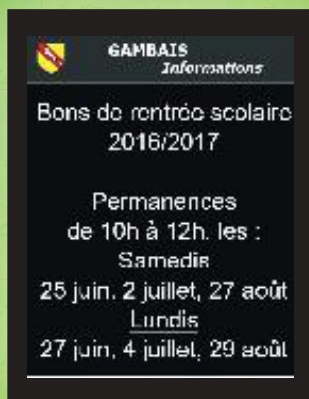 GAMBAIS
Informations
Bons de rentrée scolaire
2016/2017
Permanences
de 10h à 12h. les :
Samedis
25 juin, 2 juillet, 27 août
Lundis
27 juin, 4 juillet, 29 août